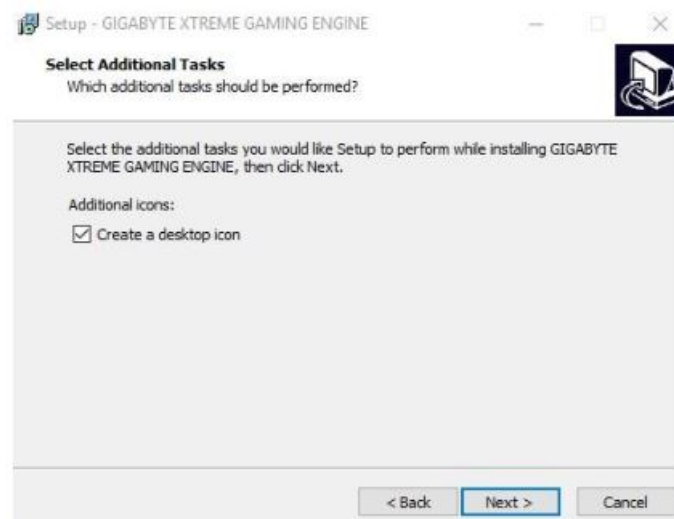 Setup - GIGABYTE XTREME GAMING ENGINE
Select Additional Tasks
Which additional tasks should be performed?
Select the additional tasks you would like Setup to perform while installing GIGABYTE
XTREME GAMING ENGINE, then click Next.
Additional icons:
Create a desktop icon
< Back Next > Cancel